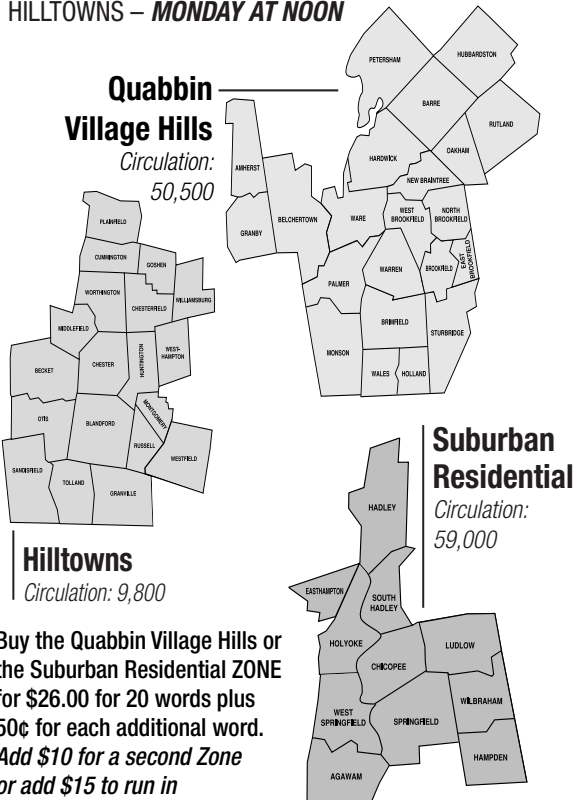 HILLTOWNS – MONDAY AT NOON
Quabbin
Village Hills
Circulation:
50,500
PETERSHAM
HUBBARDSTON
BARRE
RUTLAND
HARDWICK
OAKHAM
NEW BRAINTREE
AMHERST
BELCHERTOWN
GRANBY
WARE
WEST
BROOKFIELD
NORTH
BROOKFIELD
PALMER
WARREN
BROOKFIELD
EAST
BROOKFIELD
BRIMFIELD
STURBRIDGE
MONSON
WALES
HOLLAND
PLAINFIELD
CUMMINGTON
GOSHEN
WORTHINGTON
CHESTERFIELD
WILLIAMSBURG
MIDDLEFIELD
BECKET
CHESTER
HUNTINGTON
WEST-
HAMPTON
OTIS
BLANDFORD
MONTGOMERY
RUSSELL
WESTFIELD
SANDISFIELD
TOLLAND
GRANVILLE
Hilltowns
Circulation: 9,800
Suburban
Residential
Circulation:
59,000
HADLEY
EASTHAMPTON
SOUTH
HADLEY
HOLYOKE
CHICOPEE
LUDLOW
WEST
SPRINGFIELD
SPRINGFIELD
WILBRAHAM
AGAWAM
HAMPDEN
Buy the Quabbin Village Hills or
the Suburban Residential ZONE
for $26.00 for 20 words plus
50¢ for each additional word.
Add $10 for a second Zone
or add $15 to run in